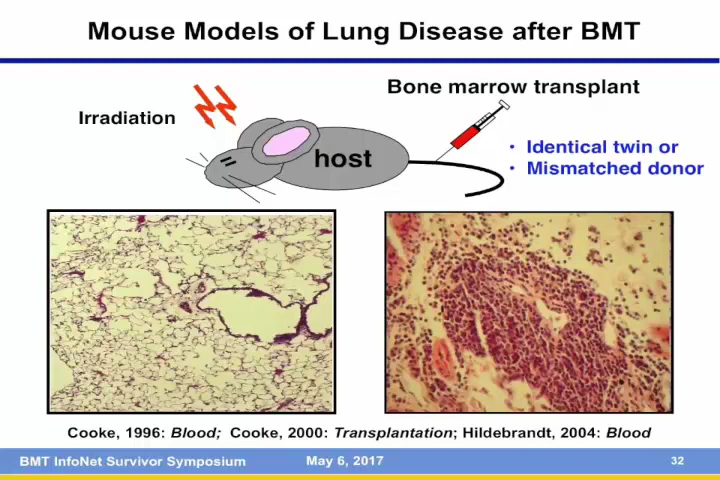 Mouse Models of Lung Disease after BMT
Bone marrow transplant
Irradiation
host
• Identical twin or
• Mismatched donor
Cooke, 1996: Blood; Cooke, 2000: Transplantation; Hildebrandt, 2004: Blood
BMT InfoNet Survivor Symposium May 6, 2017 32